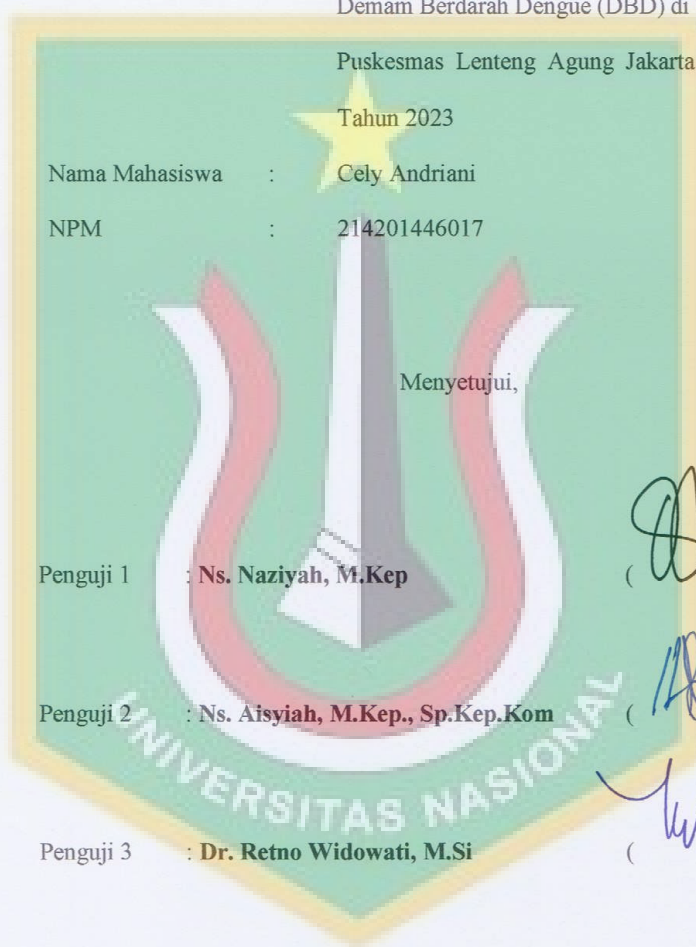 Demam Berdarah Dengue (DBD) di
Puskesmas Lenteng Agung Jakarta
Tahun 2023
Nama Mahasiswa : Cely Andriani
NPM : 214201446017
Menyetujui,
Penguji 1 : Ns. Naziyah, M.Kep (
Penguji 2 : Ns. Aisyiah, M.Kep., Sp.Kep.Kom (
Penguji 3 : Dr. Retno Widowati, M.Si (
UNIVERSITAS NASIONAL